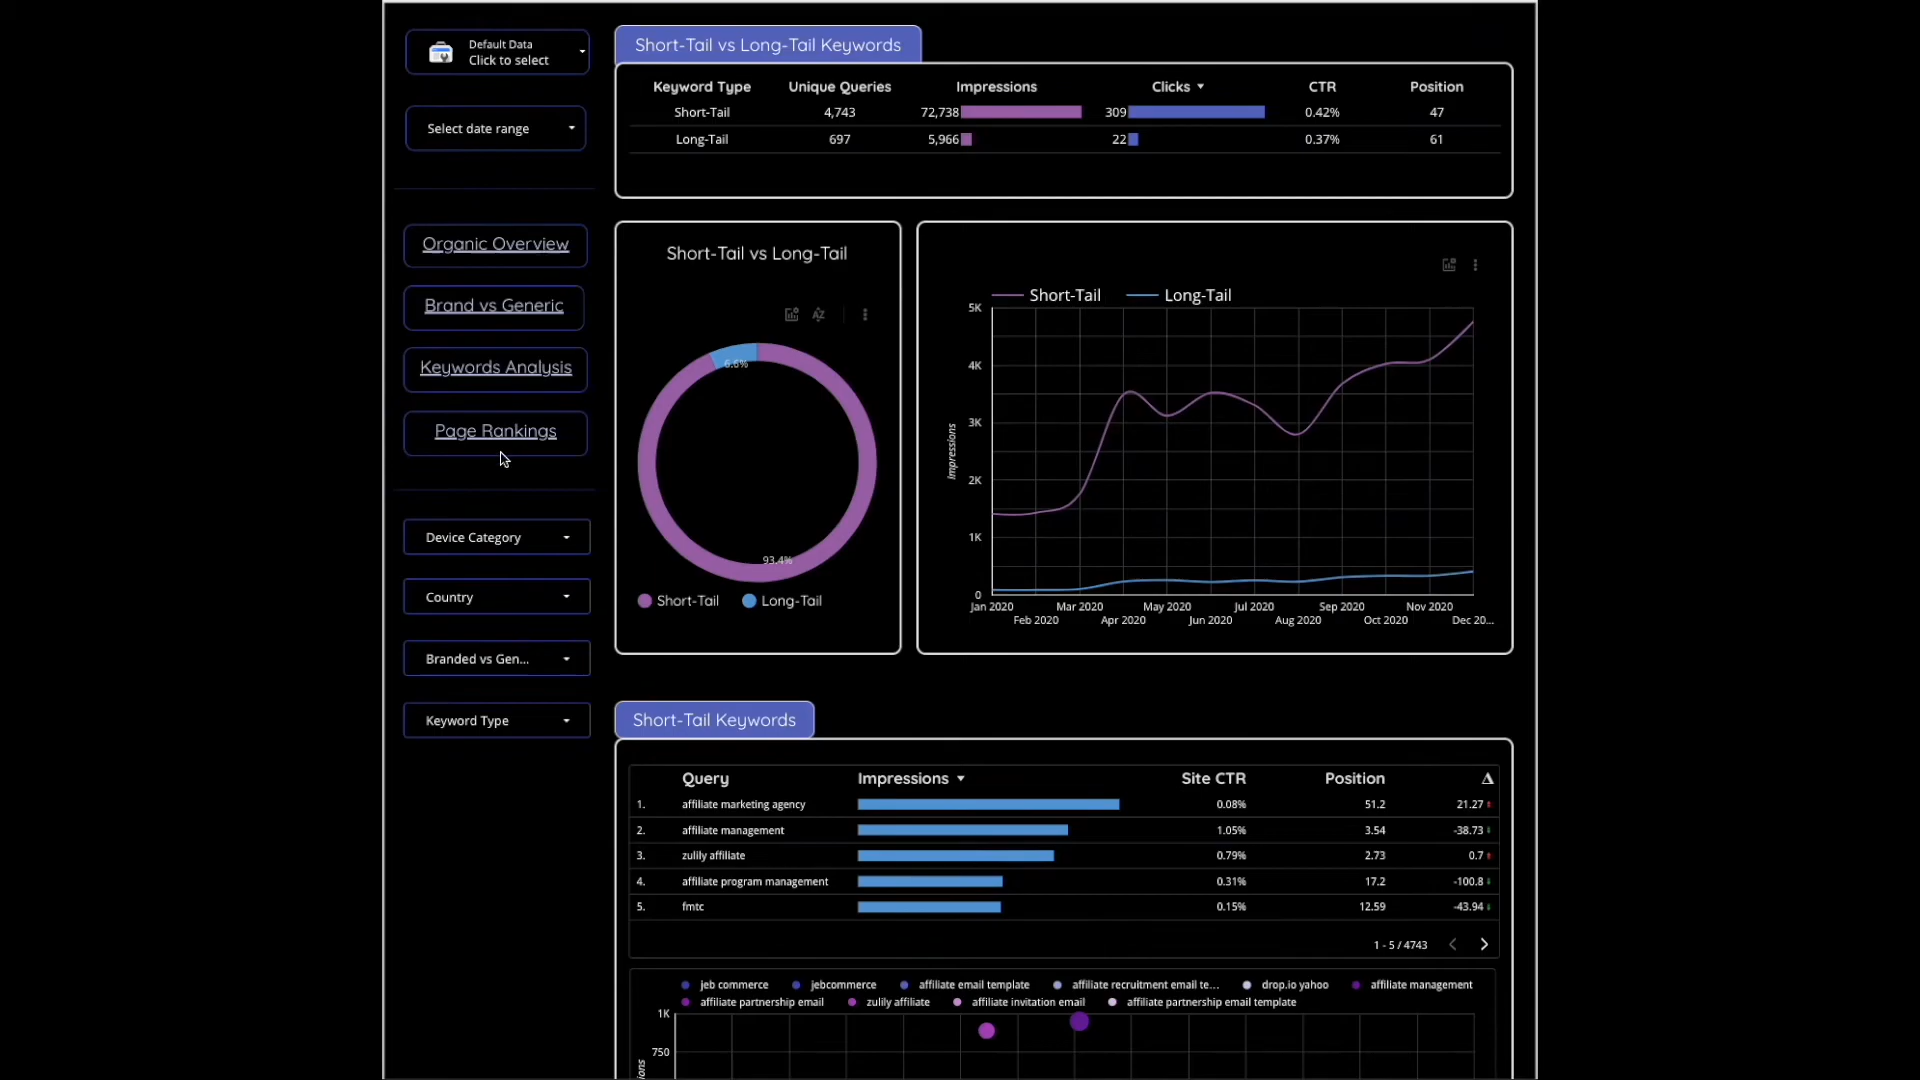 Default Data
Click to select
Select date range
Organic Overview
Brand vs Generic
Keywords Analysis
Page Rankings
Device Category
Country
Branded vs Gen...
Keyword Type
Short-Tail vs Long-Tail Keywords
Keyword Type Unique Queries Impressions Clicks CTR Position
Short-Tail 4,743 72,738 309 0.42% 47
Long-Tail 697 5,966 22 0.37% 61
Short-Tail vs Long-Tail
6.6%
93.4%
Short-Tail Long-Tail
Short-Tail Long-Tail
5K
4K
3K
2K
1K
0
Impressions
Jan 2020 Mar 2020 May 2020 Jul 2020 Sep 2020 Nov 2020
Feb 2020 Apr 2020 Jun 2020 Aug 2020 Oct 2020 Dec 20...
Short-Tail Keywords
Query Impressions Site CTR Position Δ
1. affiliate marketing agency 0.08% 51.2 21.27
2. affiliate management 1.05% 3.54 -38.73
3. zulily affiliate 0.79% 2.73 0.7
4. affiliate program management 0.31% 17.2 -100.8
5. fmtc 0.15% 12.59 -43.94
1 - 5 / 4743
jeb commerce jebcommerce affiliate email template affiliate recruitment email te... drop.io yahoo affiliate management
affiliate partnership email zulily affiliate affiliate invitation email affiliate partnership email template
1K
750